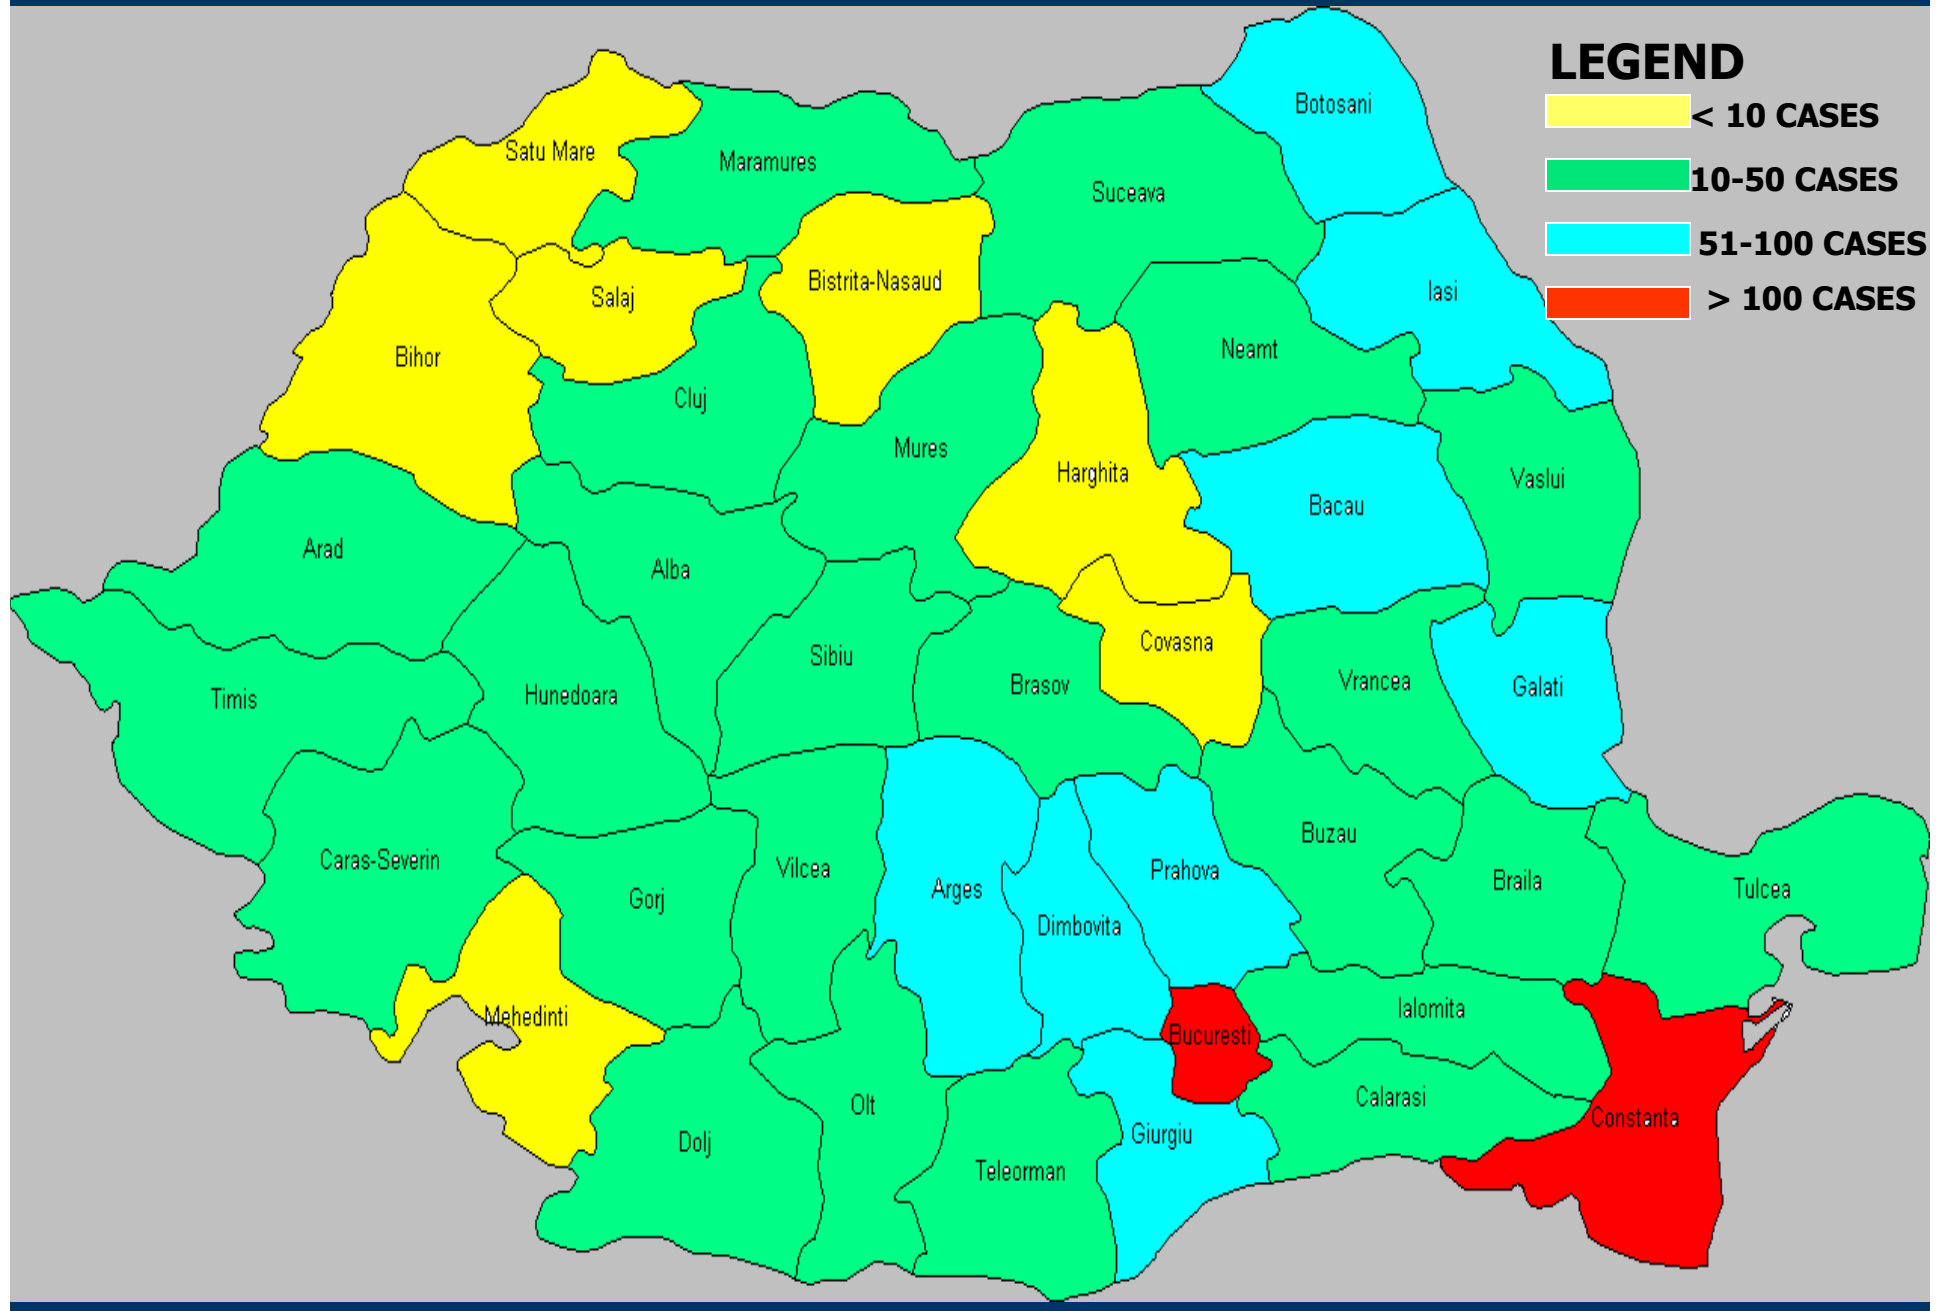 LEGEND
< 10 CASES
10-50 CASES
51-100 CASES
> 100 CASES
Botosani
Satu Mare
Maramures
Suceava
Bistrita-Nasaud
Salaj
Iasi
Bihor
Neamt
Cluj
Mures
Harghita
Vaslui
Bacau
Arad
Alba
Covasna
Sibiu
Brasov
Vrancea
Galati
Timis
Hunedoara
Buzau
Caras-Severin
Vilcea
Prahova
Braila
Arges
Tulcea
Gorj
Dimbovita
Ialomita
Mehedinti
Bucuresti
Calarasi
Olt
Constanta
Giurgiu
Dolj
Teleorman